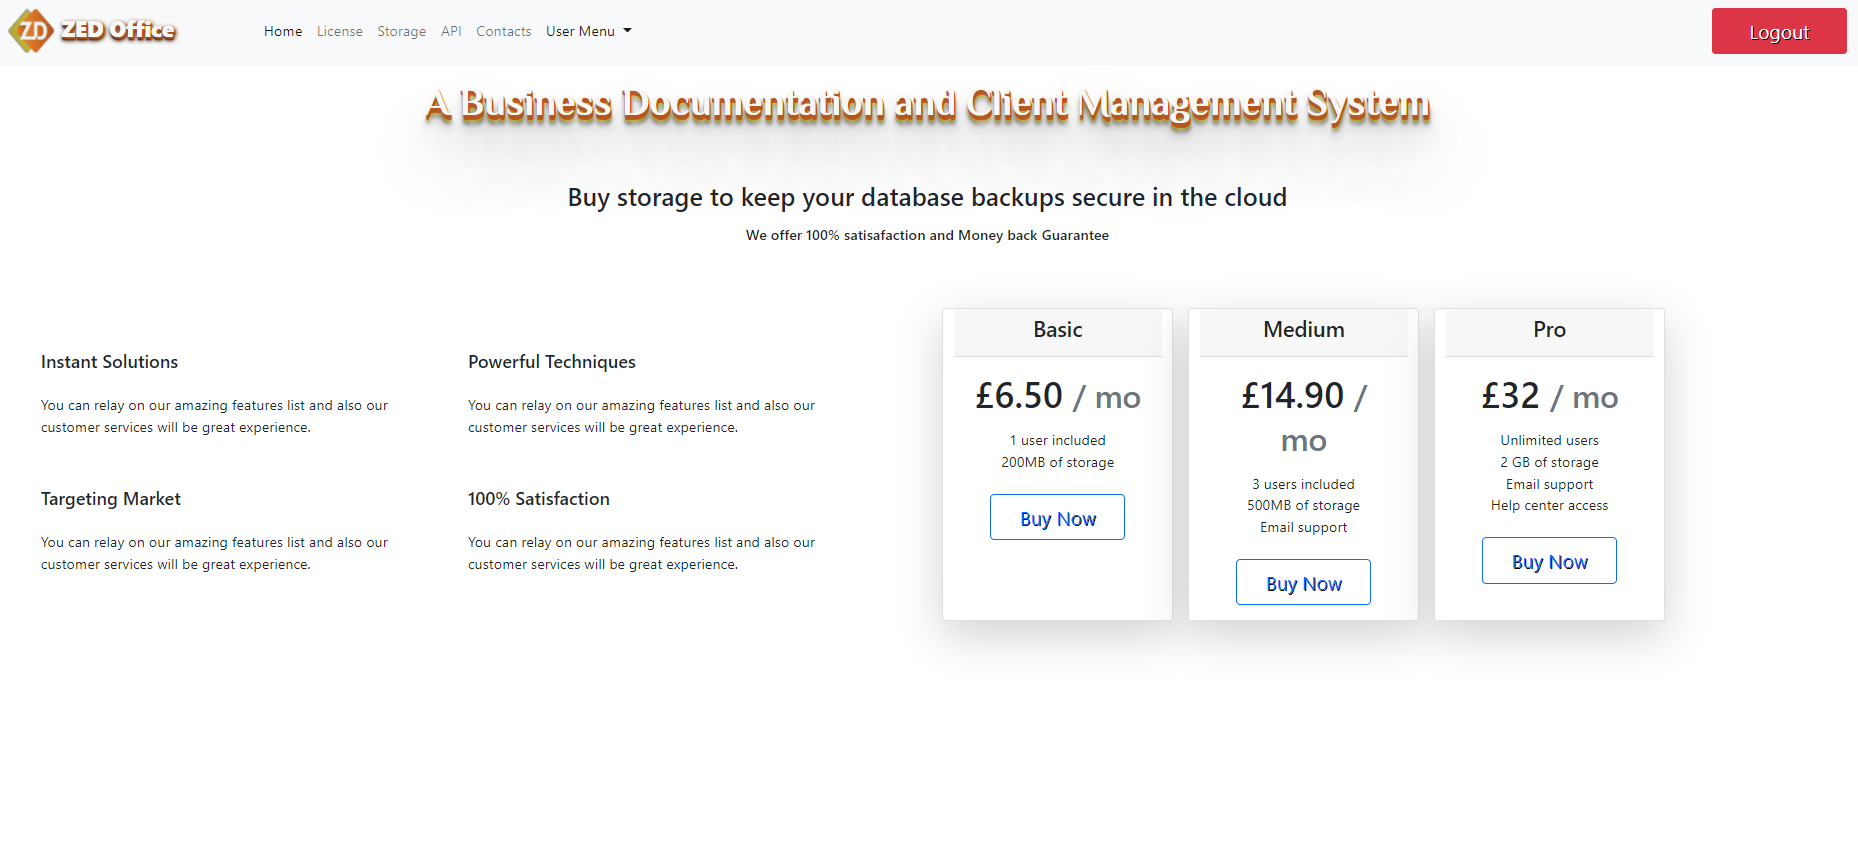 ZD ZED Office
Home License Storage API Contacts User Menu
Logout
A Business Documentation and Client Management System
Buy storage to keep your database backups secure in the cloud
We offer 100% satisafaction and Money back Guarantee
Instant Solutions
You can relay on our amazing features list and also our
customer services will be great experience.
Powerful Techniques
You can relay on our amazing features list and also our
customer services will be great experience.
Targeting Market
You can relay on our amazing features list and also our
customer services will be great experience.
100% Satisfaction
You can relay on our amazing features list and also our
customer services will be great experience.
Basic
£6.50 / mo
1 user included
200MB of storage
Buy Now
Medium
£14.90 /
mo
3 users included
500MB of storage
Email support
Buy Now
Pro
£32 / mo
Unlimited users
2 GB of storage
Email support
Help center access
Buy Now